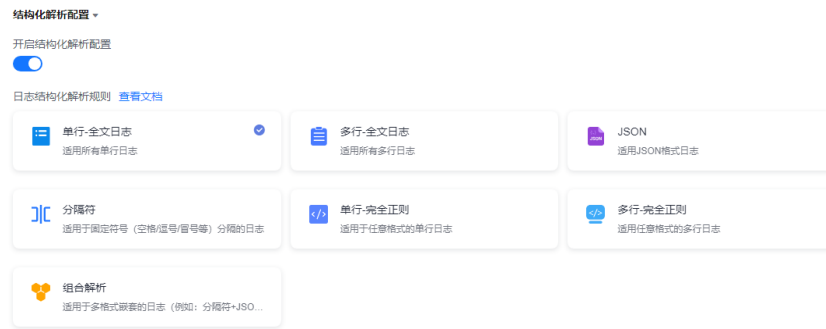 结构化解析配置
开启结构化解析配置
日志结构化解析规则 查看文档
单行-全文日志
适用所有单行日志
多行-全文日志
适用所有多行日志
JSON
适用JSON格式日志
分隔符
适用于固定符号（空格/逗号/冒号等）分隔的日志
单行-完全正则
适用于任意格式的单行日志
多行-完全正则
适用任意格式的多行日志
组合解析
适用于多格式嵌套的日志（例如：分隔符+JSO...